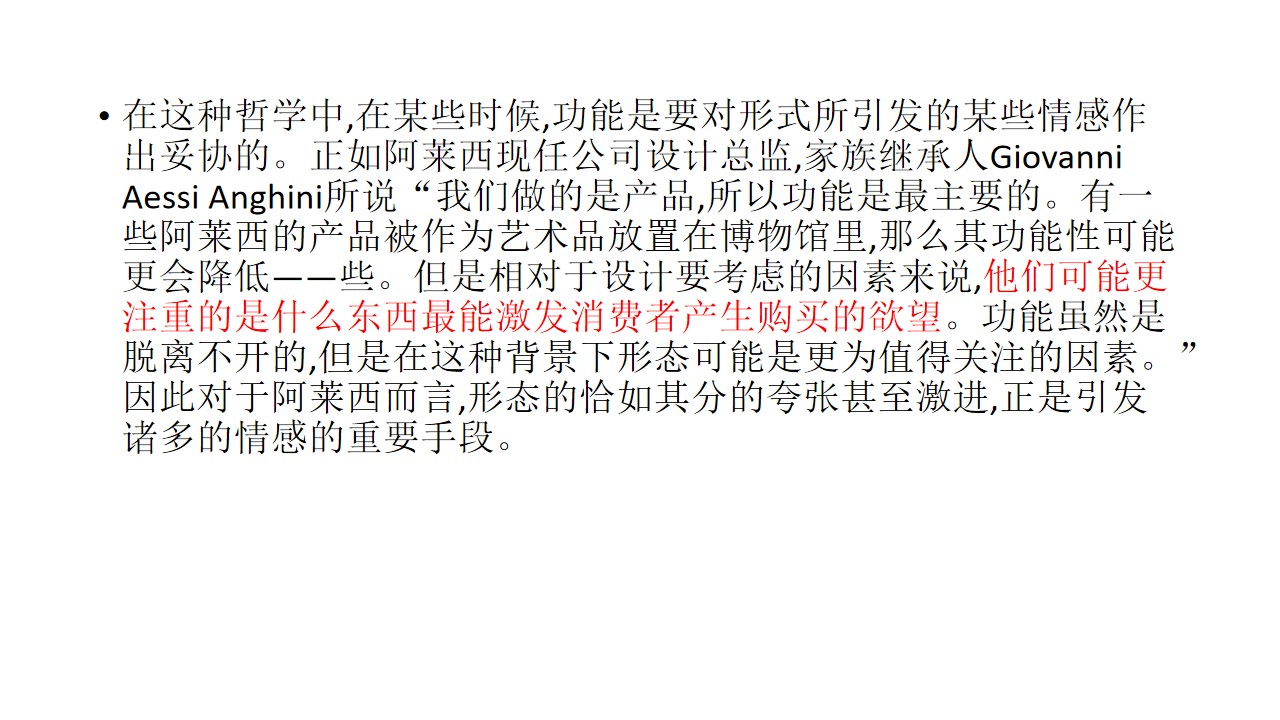 • 在这种哲学中,在某些时候,功能是要对形式所引发的某些情感作
出妥协的。正如阿莱西现任公司设计总监,家族继承人Giovanni
Aessi Anghini所说“我们做的是产品,所以功能是最主要的。有一
些阿莱西的产品被作为艺术品放置在博物馆里,那么其功能性可能
更会降低——些。但是相对于设计要考虑的因素来说,他们可能更
注重的是什么东西最能激发消费者产生购买的欲望。功能虽然是
脱离不开的,但是在这种背景下形态可能是更为值得关注的因素。”
因此对于阿莱西而言,形态的恰如其分的夸张甚至激进,正是引发
诸多的情感的重要手段。